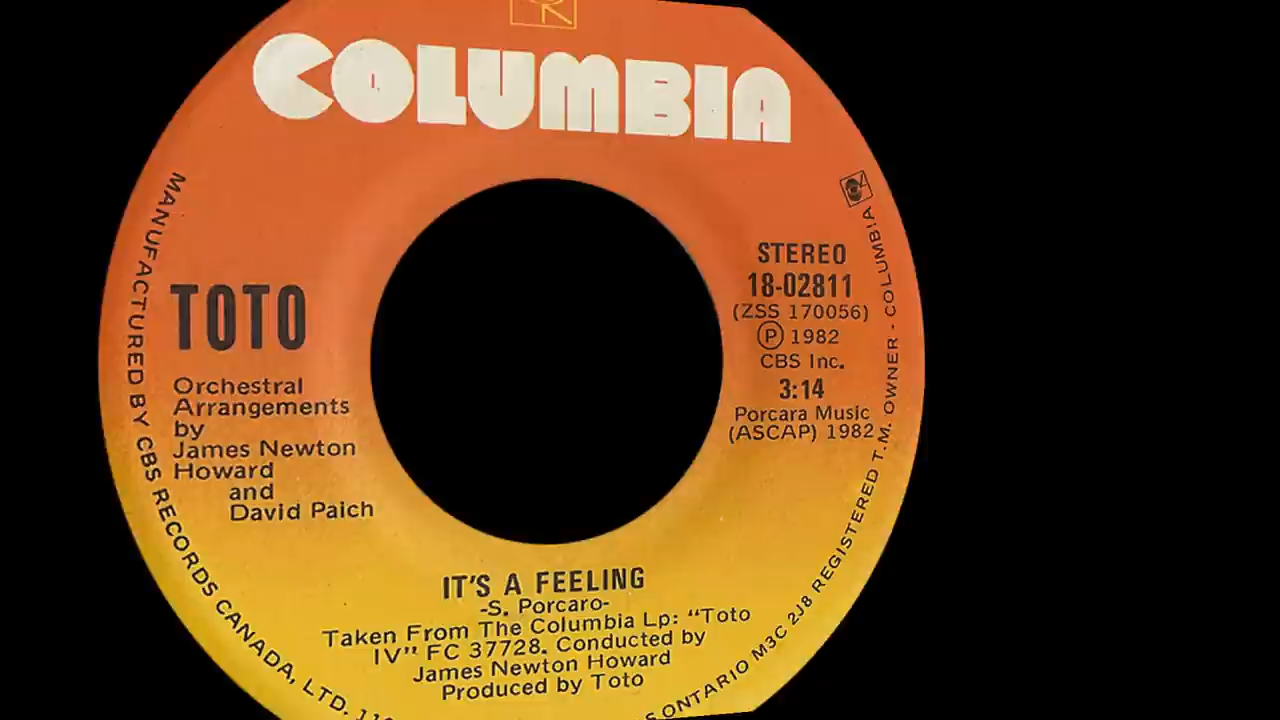 COLUMBIA
STEREO
18-02811
(ZSS 170056)
Ⓟ 1982
CBS Inc.
3:14
Porcara Music
(ASCAP) 1982
TOTO
Orchestral
Arrangements
by
James Newton
Howard
and
David Paich
IT'S A FEELING
-S. Porcaro-
Taken From The Columbia Lp: "Toto
IV" FC 37728. Conducted by
James Newton Howard
Produced by Toto
MANUFACTURED BY CBS RECORDS CANADA, LTD.
ONTARIO M3C 2J8 REGISTERED T.M. OWNER - COLUMBIA